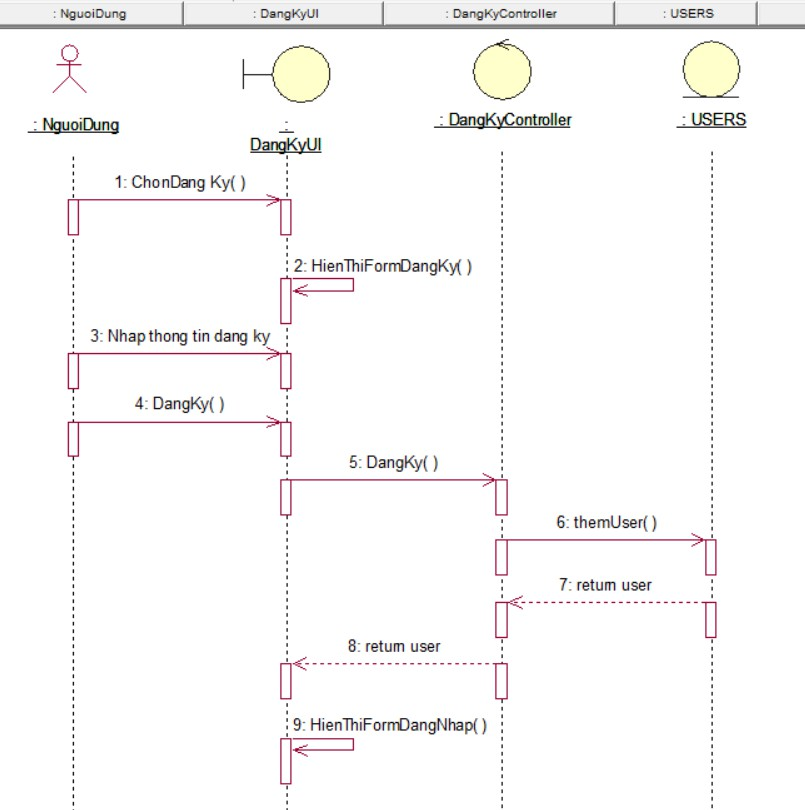 : NguoiDung
: DangKyUI
: DangKyController
: USERS
: NguoiDung
:
DangKyUI
: DangKyController
: USERS
1: ChonDang Ky( )
2: HienThiFormDangKy( )
3: Nhap thong tin dang ky
4: DangKy( )
5: DangKy( )
6: themUser( )
7: return user
8: return user
9: HienThiFormDangNhap( )